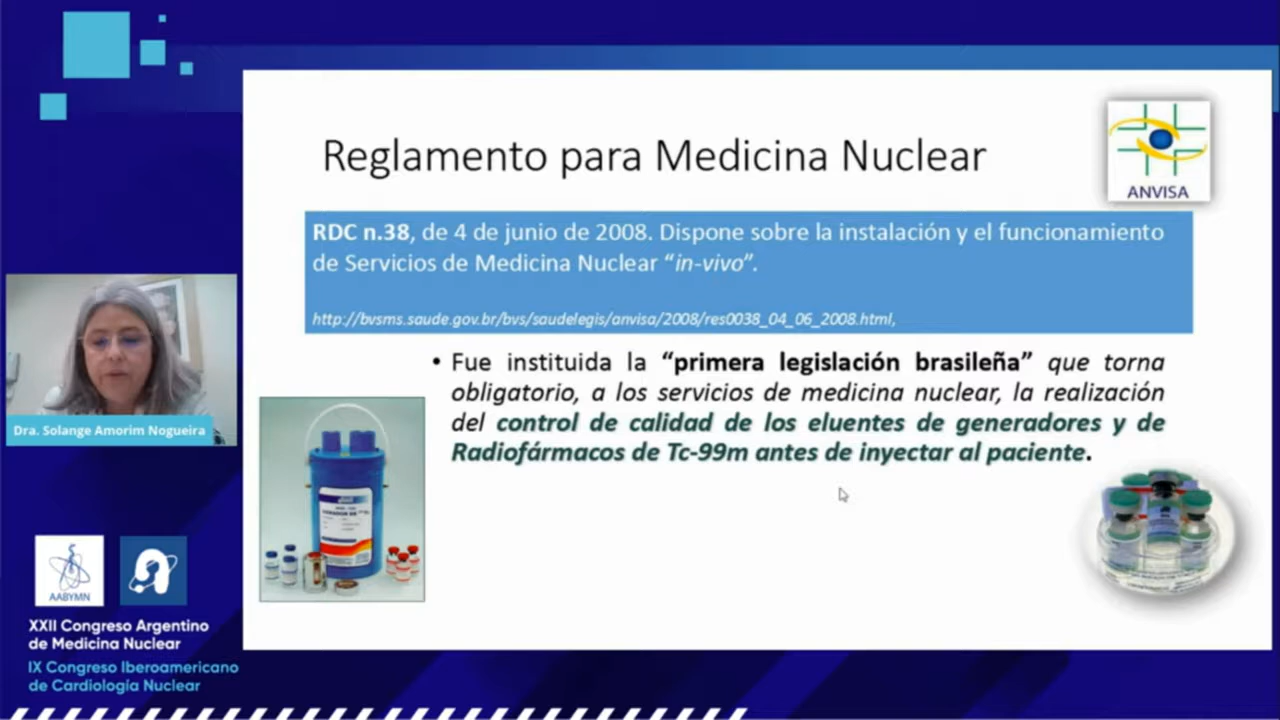 Reglamento para Medicina Nuclear
ANVISA
RDC n.38, de 4 de junio de 2008. Dispone sobre la instalación y el funcionamiento
de Servicios de Medicina Nuclear “in-vivo”.
http://bvsms.saude.gov.br/bvs/saudelegis/anvisa/2008/res0038_04_06_2008.html,
• Fue instituida la “primera legislación brasileña” que torna
obligatorio, a los servicios de medicina nuclear, la realización
del control de calidad de los eluentes de generadores y de
Radiofármacos de Tc-99m antes de inyectar al paciente.
Dra. Solange Amorim Nogueira
AABYMN
XXII Congreso Argentino
de Medicina Nuclear
IX Congreso Iberoamericano
de Cardiología Nuclear